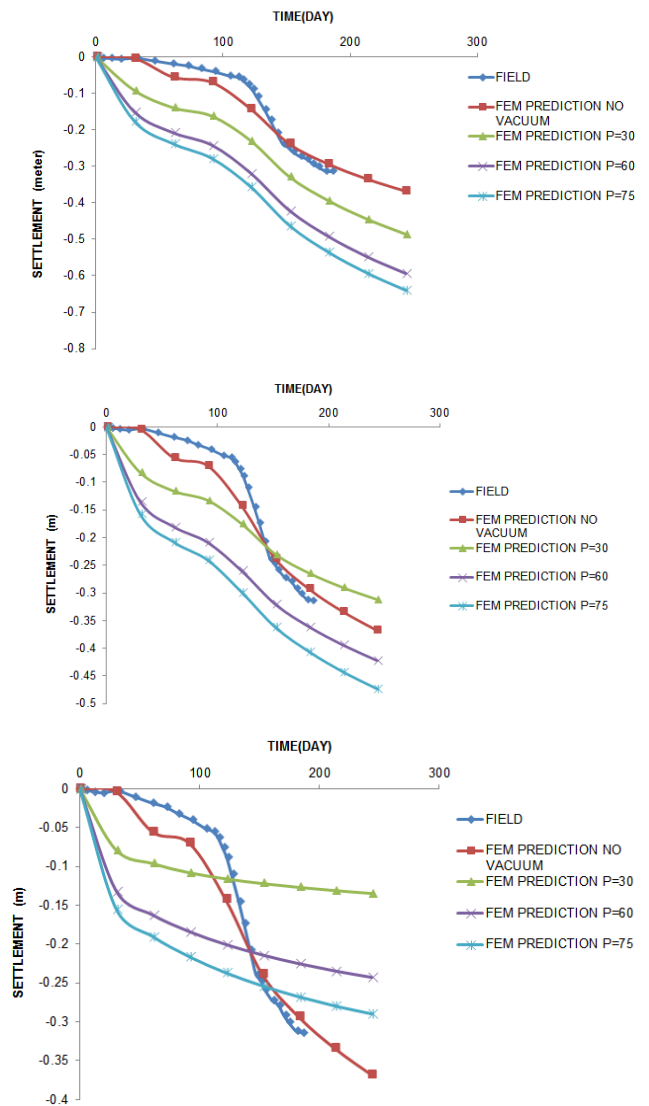 TIME(DAY)
0 100 200 300
0
-0.1
-0.2
-0.3
-0.4
-0.5
-0.6
-0.7
-0.8
SETTLEMENT (meter)
FIELD
FEM PREDICTION NO
VACUUM
FEM PREDICTION P=30
FEM PREDICTION P=60
FEM PREDICTION P=75
TIME(DAY)
0 100 200 300
0
-0.05
-0.1
-0.15
-0.2
-0.25
-0.3
-0.35
-0.4
-0.45
-0.5
SETTLEMENT (m)
FIELD
FEM PREDICTION NO
VACUUM
FEM PREDICTION P=30
FEM PREDICTION P=60
FEM PREDICTION P=75
TIME(DAY)
0 100 200 300
0
-0.05
-0.1
-0.15
-0.2
-0.25
-0.3
-0.35
-0.4
SETTLEMENT (m)
FIELD
FEM PREDICTION NO
VACUUM
FEM PREDICTION P=30
FEM PREDICTION P=60
FEM PREDICTION P=75